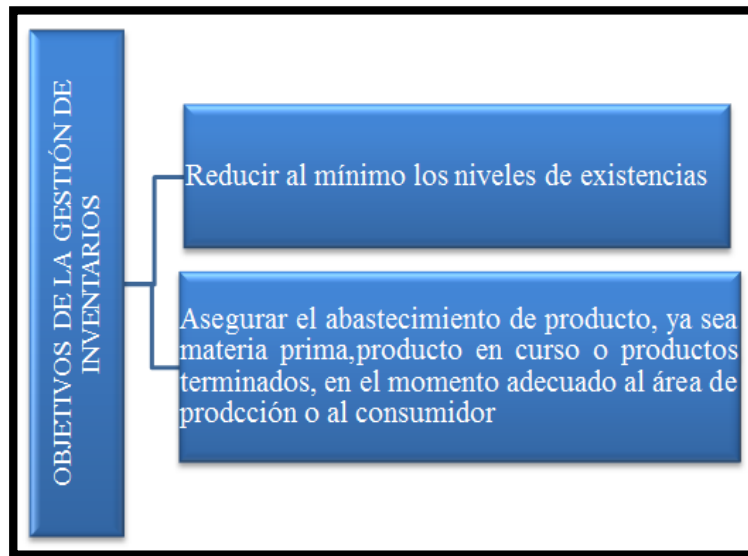 OBJETIVOS DE LA GESTIÓN DE
INVENTARIOS
Reducir al mínimo los niveles de existencias
Asegurar el abastecimiento de producto, ya sea
materia prima,producto en curso o productos
terminados, en el momento adecuado al área de
prodcción o al consumidor